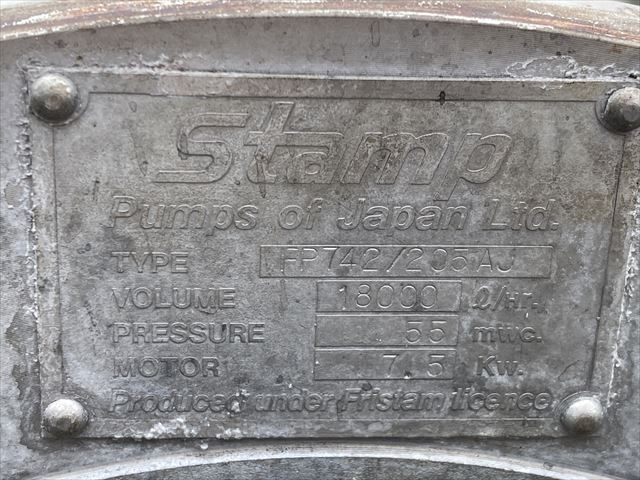 Stamp
Pumps of Japan Ltd.
TYPE FP742/205AJ
VOLUME 18000 ℓ/Hr.
PRESSURE 55 mwc.
MOTOR 7.5 Kw.
Produced under Fristam licence